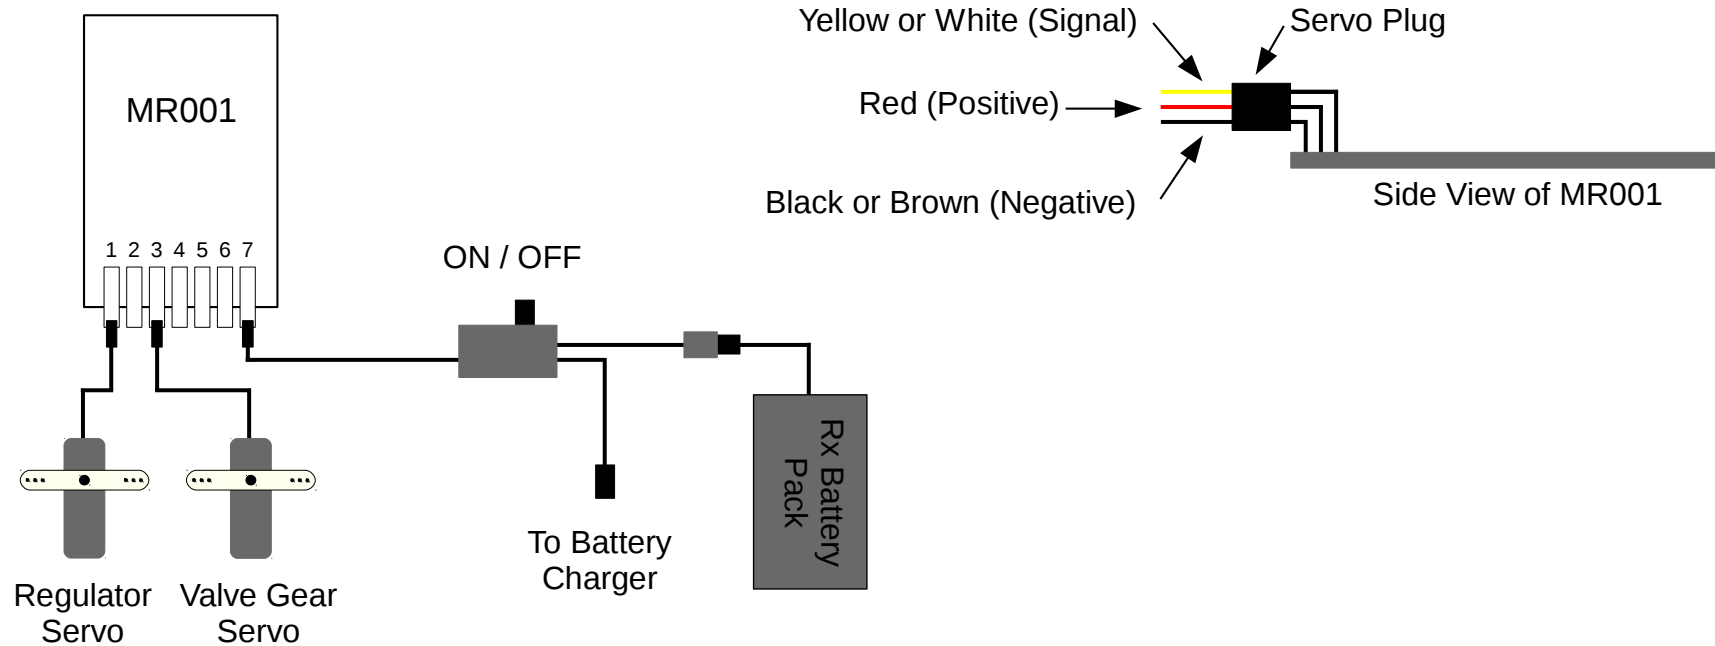 MR001
1 2 3 4 5 6 7
Regulator
Servo
Valve Gear
Servo
ON / OFF
To Battery
Charger
Rx Battery
Pack
Yellow or White (Signal)
Servo Plug
Red (Positive)
Black or Brown (Negative)
Side View of MR001